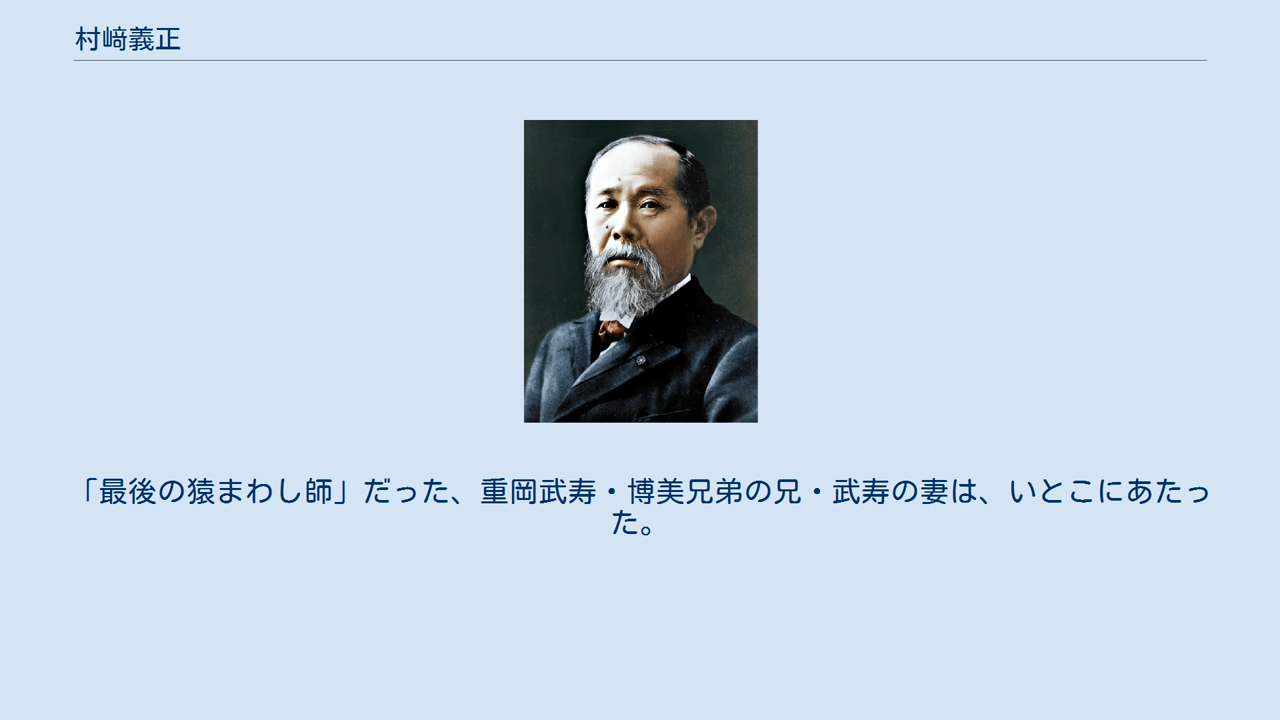 村﨑義正
「最後の猿まわし師」だった、重岡武寿・博美兄弟の兄・武寿の妻は、いとこにあたっ
た。